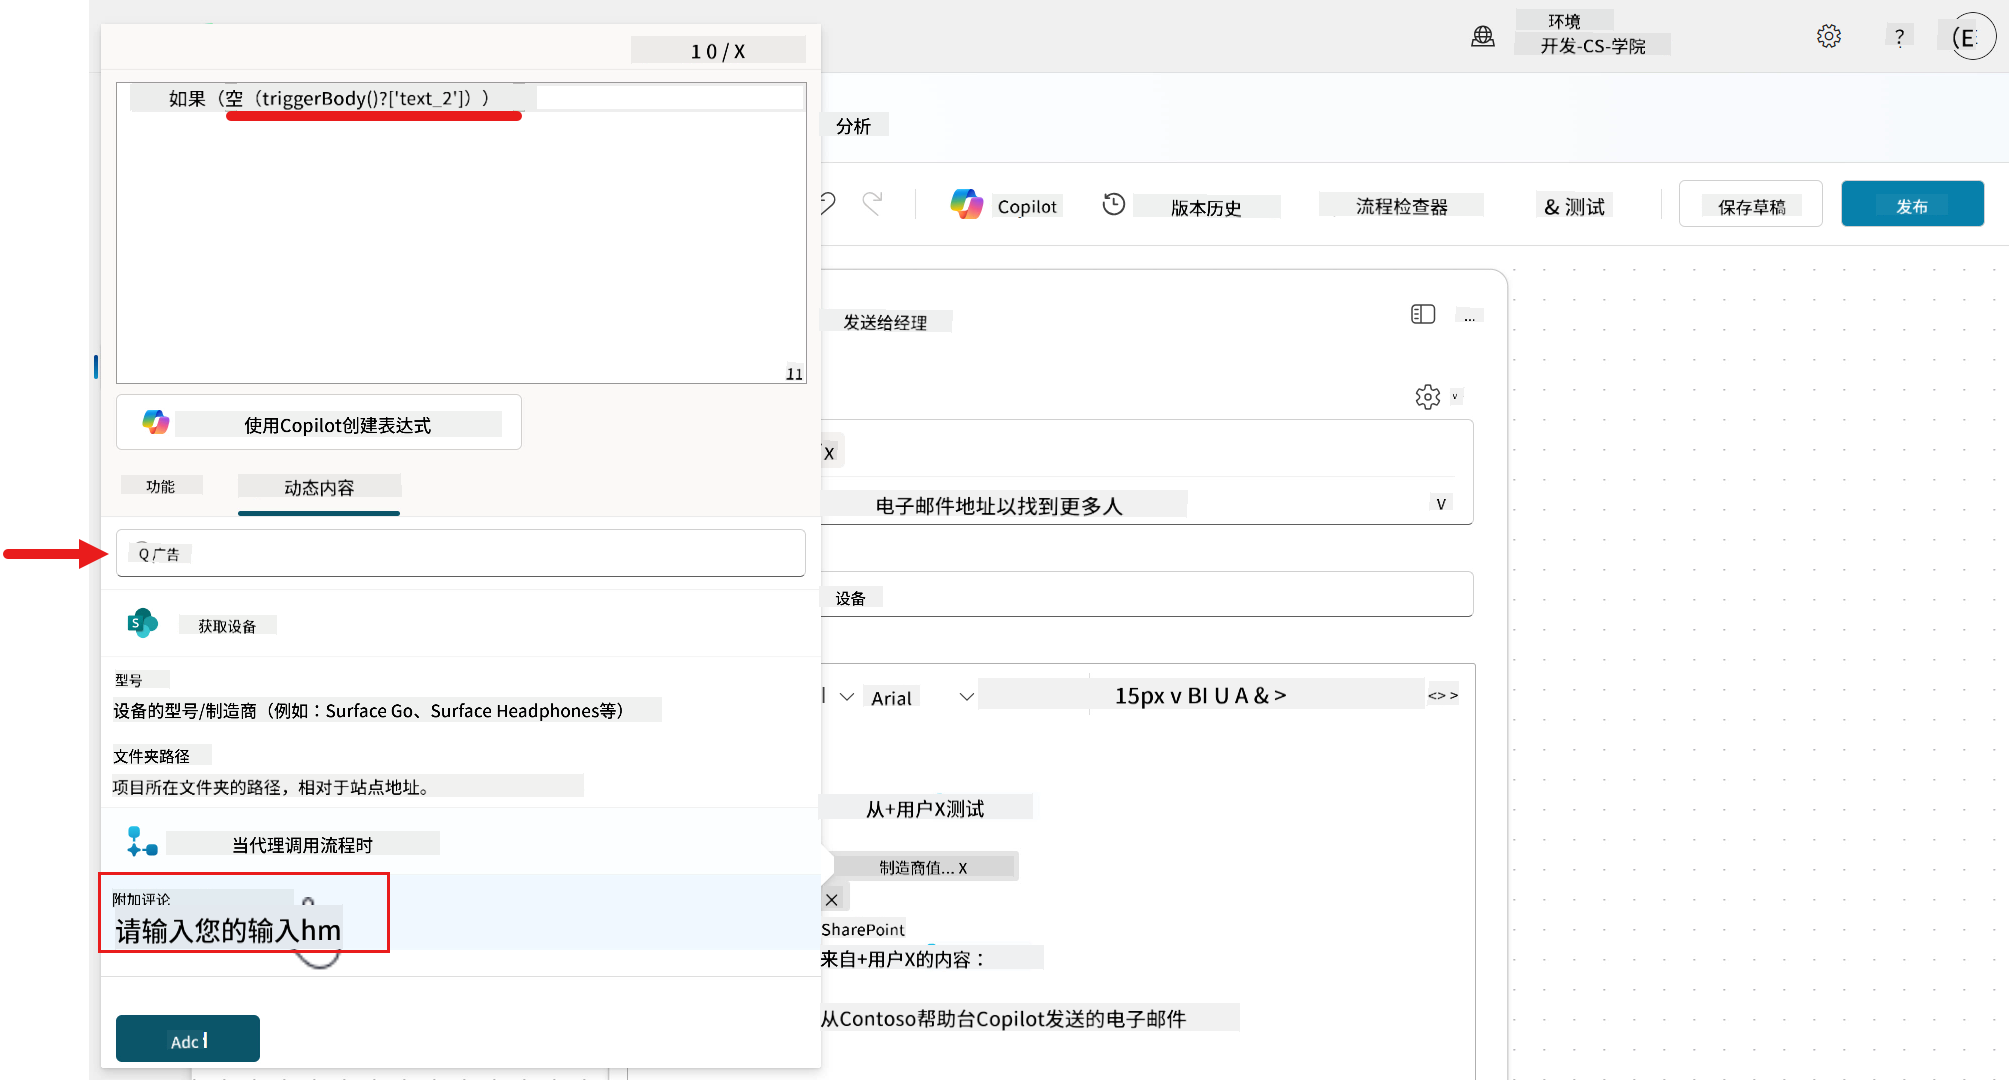 环境
开发-CS-学院
?
(E
10/X
如果（空（triggerBody()?['text_2']））
11
使用Copilot创建表达式
功能
动态内容
Q 广告
获取设备
型号
设备的型号/制造商（例如：Surface Go、Surface Headphones等）
文件夹路径
项目所在文件夹的路径，相对于站点地址。
当代理调用流程时
附加评论
请输入您的输入hm
Adc
分析
Copilot
版本历史
流程检查器
& 测试
保存草稿
发布
发送给经理
...
v
X
电子邮件地址以找到更多人
V
设备
Arial
15px v BI U A & >
<> >
从+用户X测试
制造商值... X
SharePoint
来自+用户X的内容：
从Contoso帮助台Copilot发送的电子邮件